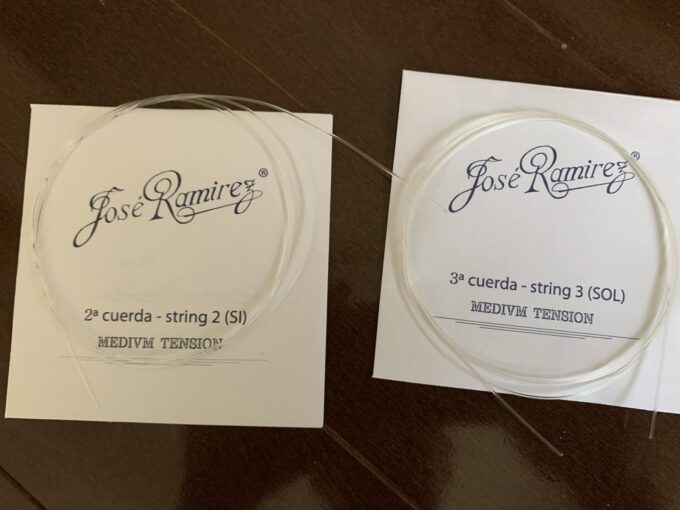 José Ramirez®
2ª cuerda - string 2 (SI)
MEDIVM TENSION
José Ramirez®
3ª cuerda - string 3 (SOL)
MEDIVM TENSION